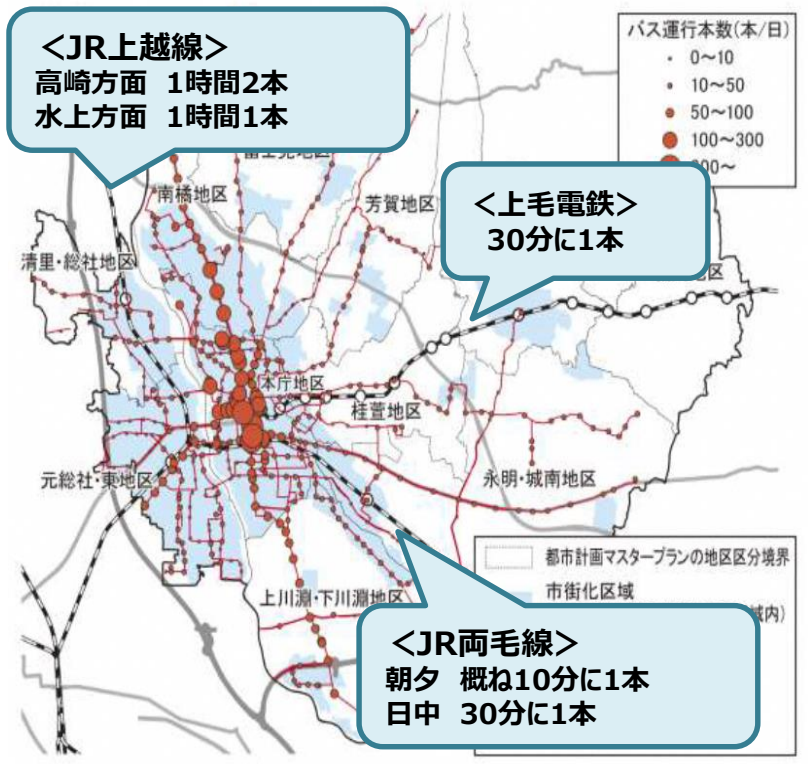 ＜JR上越線＞
高崎方面 1時間2本
水上方面 1時間1本
バス運行本数(本/日)
0～10
10～50
50～100
100～300
南橘地区
芳賀地区
＜上毛電鉄＞
30分に1本
清里・総社地区
地区
本庁地区
桂萱地区
元総社・東地区
永明・城南地区
上川淵・下川淵地区
都市計画マスタープランの地区区分境界
市街化区域
＜JR両毛線＞
朝夕 概ね10分に1本
日中 30分に1本